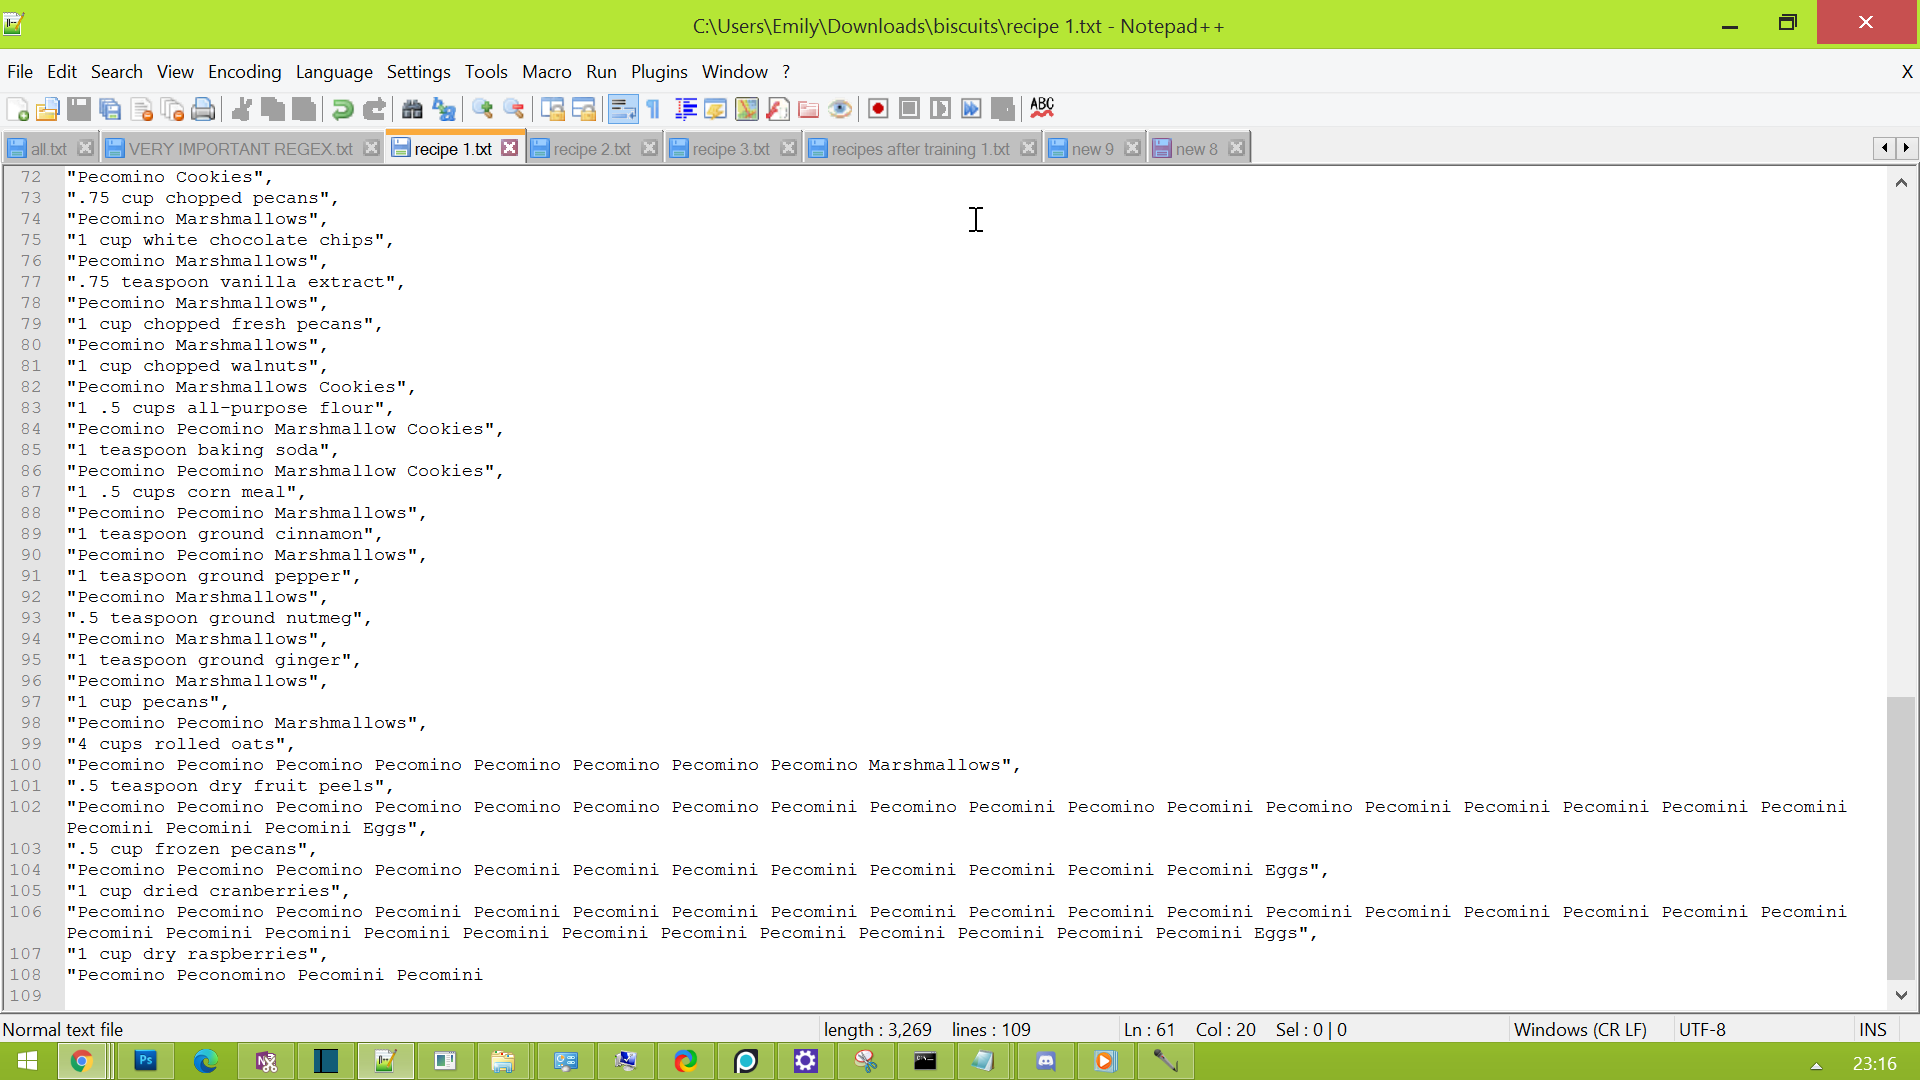 C:\Users\Emily\Downloads\biscuits\recipe 1.txt - Notepad++
File Edit Search View Encoding Language Settings Tools Macro Run Plugins Window ? X
ABC
all.txt VERY IMPORTANT REGEX.txt recipe 1.txt recipe 2.txt recipe 3.txt recipes after training 1.txt new 9 new 8
72 "Pecomino Cookies",
73 ".75 cup chopped pecans",
74 "Pecomino Marshmallows",
75 "1 cup white chocolate chips",
76 "Pecomino Marshmallows",
77 ".75 teaspoon vanilla extract",
78 "Pecomino Marshmallows",
79 "1 cup chopped fresh pecans",
80 "Pecomino Marshmallows",
81 "1 cup chopped walnuts",
82 "Pecomino Marshmallows Cookies",
83 "1 .5 cups all-purpose flour",
84 "Pecomino Pecomino Marshmallow Cookies",
85 "1 teaspoon baking soda",
86 "Pecomino Pecomino Marshmallow Cookies",
87 "1 .5 cups corn meal",
88 "Pecomino Pecomino Marshmallows",
89 "1 teaspoon ground cinnamon",
90 "Pecomino Pecomino Marshmallows",
91 "1 teaspoon ground pepper",
92 "Pecomino Marshmallows",
93 ".5 teaspoon ground nutmeg",
94 "Pecomino Marshmallows",
95 "1 teaspoon ground ginger",
96 "Pecomino Marshmallows",
97 "1 cup pecans",
98 "Pecomino Pecomino Marshmallows",
99 "4 cups rolled oats",
100 "Pecomino Pecomino Pecomino Pecomino Pecomino Pecomino Pecomino Pecomino Marshmallows",
101 ".5 teaspoon dry fruit peels",
102 "Pecomino Pecomino Pecomino Pecomino Pecomino Pecomino Pecomino Pecomini Pecomino Pecomini Pecomino Pecomini Pecomino Pecomini Pecomini Pecomini Pecomini Pecomini
Pecomini Pecomini Pecomini Eggs",
103 ".5 cup frozen pecans",
104 "Pecomino Pecomino Pecomino Pecomino Pecomini Pecomini Pecomini Pecomini Pecomini Pecomini Pecomini Pecomini Eggs",
105 "1 cup dried cranberries",
106 "Pecomino Pecomino Pecomino Pecomini Pecomini Pecomini Pecomini Pecomini Pecomini Pecomini Pecomini Pecomini Pecomini Pecomini Pecomini Pecomini Pecomini Pecomini
Pecomini Pecomini Pecomini Pecomini Pecomini Pecomini Pecomini Pecomini Pecomini Pecomini Pecomini Pecomini Eggs",
107 "1 cup dry raspberries",
108 "Pecomino Peconomino Pecomini Pecomini
109
Normal text file length : 3,269 lines : 109 Ln : 61 Col : 20 Sel : 0 | 0 Windows (CR LF) UTF-8 INS
Ps 23:16